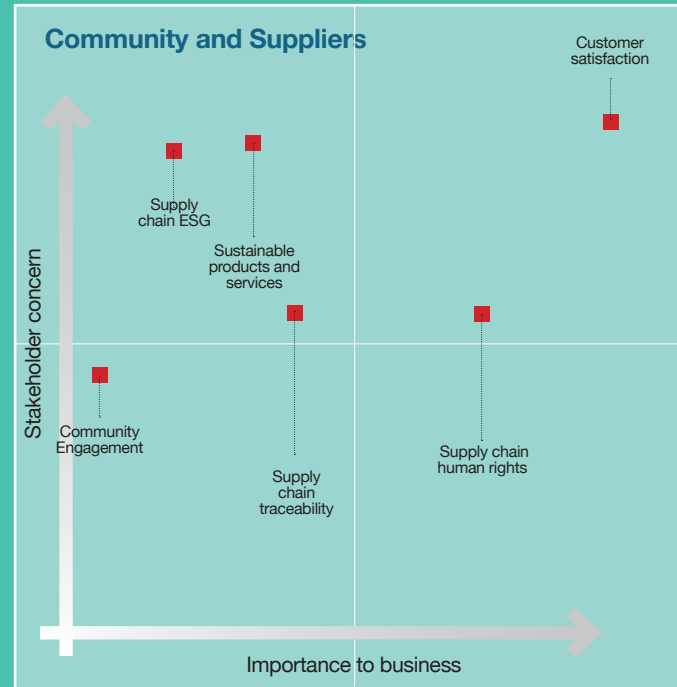 Community and Suppliers
Customer
satisfaction
Supply
chain ESG
Sustainable
products and
services
Stakeholder concern
Community
Engagement
Supply chain
human rights
Supply
chain
traceability
Importance to business